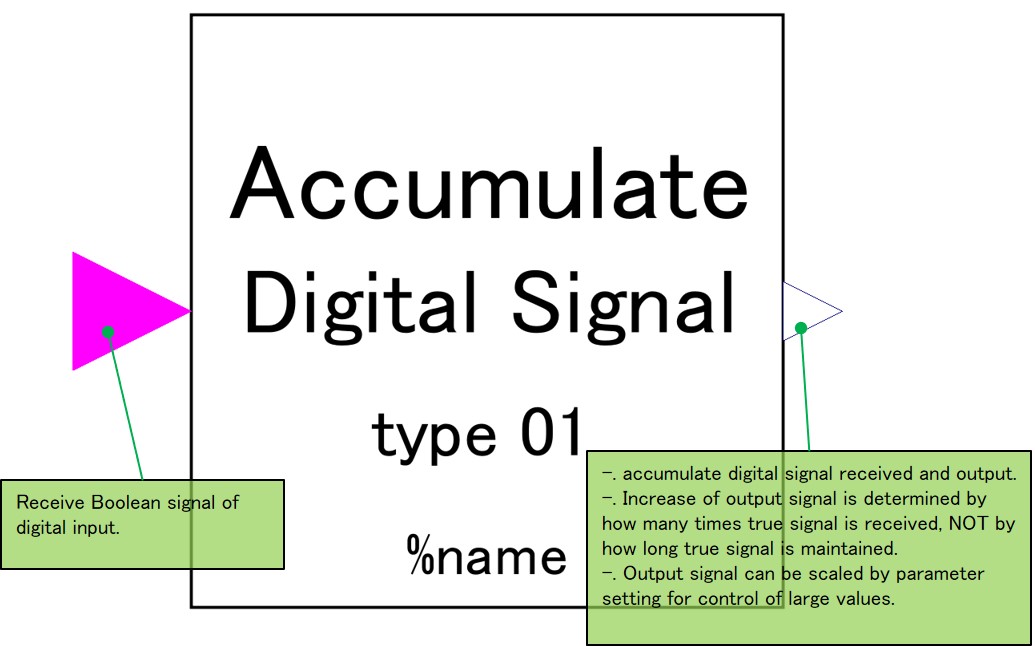 Accumulate
Digital Signal
type 01
%name
Receive Boolean signal of
digital input.
-. accumulate digital signal received and output.
-. Increase of output signal is determined by
how many times true signal is received, NOT by
how long true signal is maintained.
-. Output signal can be scaled by parameter
setting for control of large values.